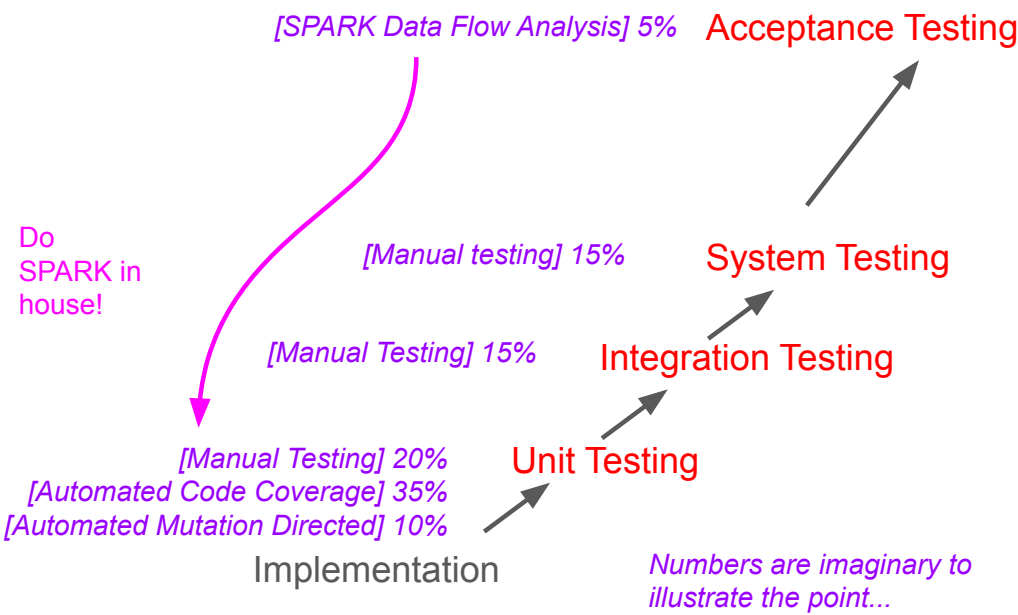 [SPARK Data Flow Analysis] 5%
Acceptance Testing
Do
SPARK in
house!
[Manual testing] 15%
System Testing
[Manual Testing] 15%
Integration Testing
[Manual Testing] 20%
Unit Testing
[Automated Code Coverage] 35%
[Automated Mutation Directed] 10%
Implementation
Numbers are imaginary to
illustrate the point...